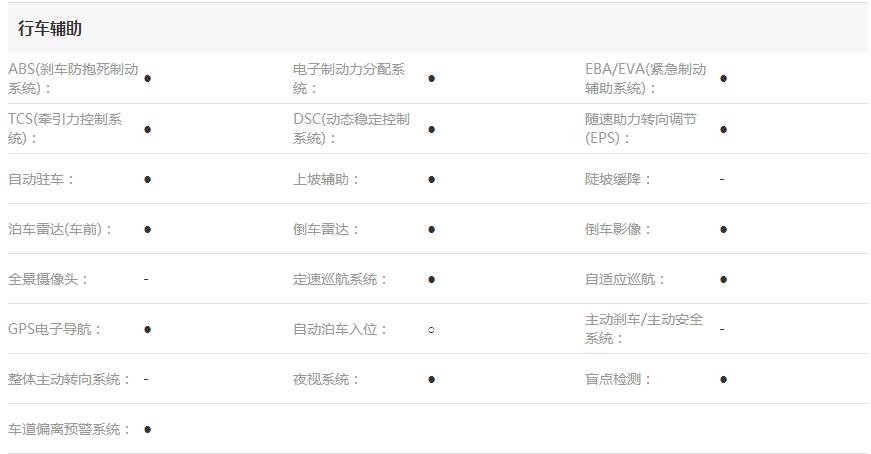 行车辅助
ABS(刹车防抱死制动系统)： ● 电子制动力分配系统： ● EBA/EVA(紧急制动辅助系统)： ●
TCS(牵引力控制系统)： ● DSC(动态稳定控制系统)： ● 随速助力转向调节(EPS)： ●
自动驻车： ● 上坡辅助： ● 陡坡缓降： -
泊车雷达(车前)： ● 倒车雷达： ● 倒车影像： ●
全景摄像头： - 定速巡航系统： ● 自适应巡航： ●
GPS电子导航： ● 自动泊车入位： ○ 主动刹车/主动安全系统： -
整体主动转向系统： - 夜视系统： ● 盲点检测： ●
车道偏离预警系统： ●